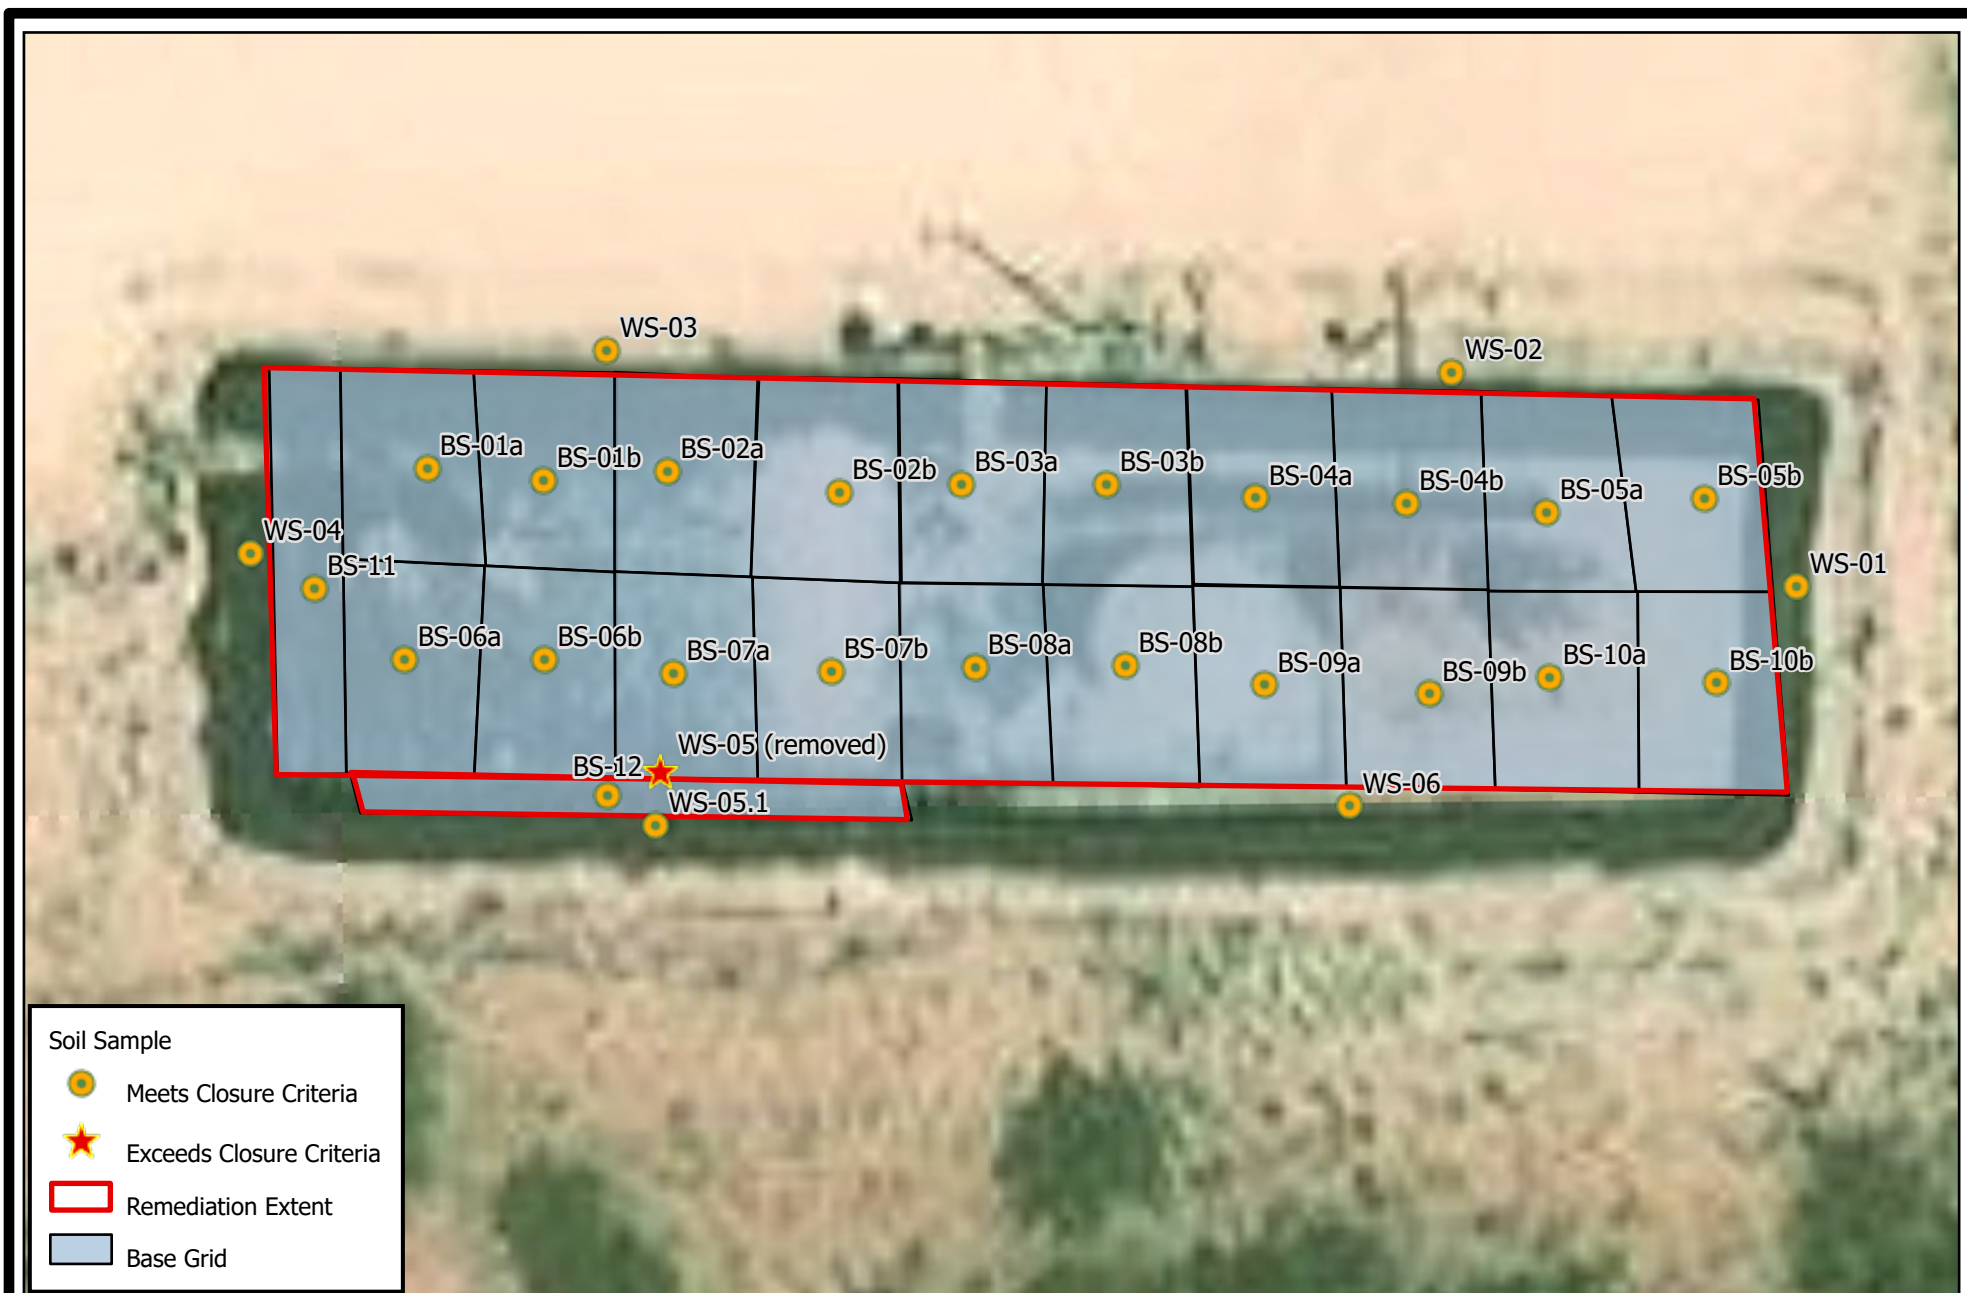 WS-03
WS-02
BS-01a
BS-01b
BS-02a
BS-02b
BS-03a
BS-03b
BS-04a
BS-04b
BS-05a
BS-05b
WS-04
BS-11
WS-01
BS-06a
BS-06b
BS-07a
BS-07b
BS-08a
BS-08b
BS-09a
BS-09b
BS-10a
BS-10b
WS-05 (removed)
BS-12
WS-05.1
WS-06
Soil Sample
Meets Closure Criteria
Exceeds Closure Criteria
Remediation Extent
Base Grid